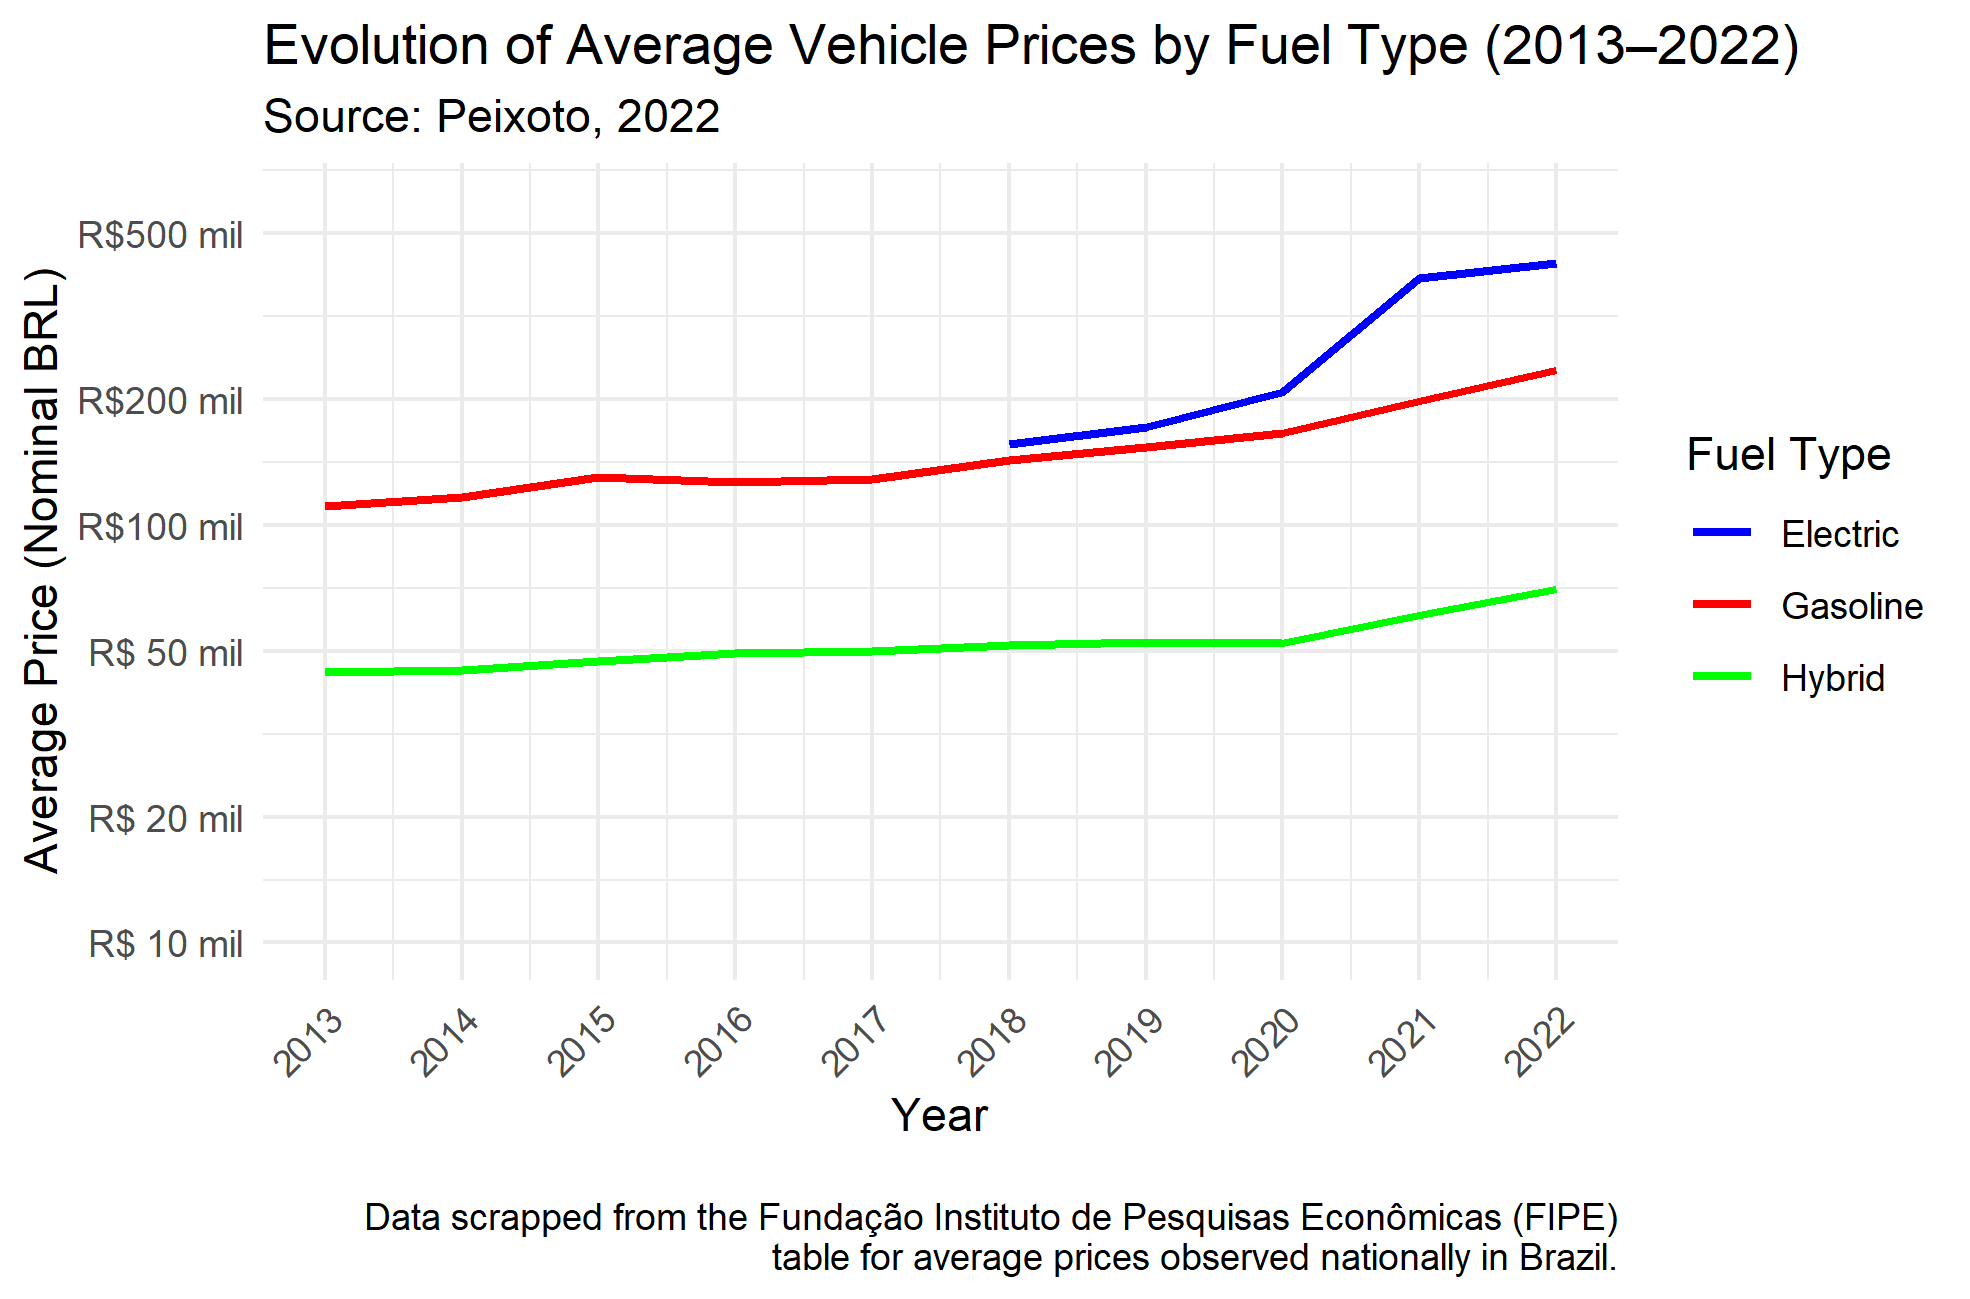 Evolution of Average Vehicle Prices by Fuel Type (2013–2022)
Source: Peixoto, 2022
Average Price (Nominal BRL)
R$500 mil
R$200 mil
R$100 mil
R$ 50 mil
R$ 20 mil
R$ 10 mil
2013
2014
2015
2016
2017
2018
2019
2020
2021
2022
Year
Fuel Type
Electric
Gasoline
Hybrid
Data scrapped from the Fundação Instituto de Pesquisas Econômicas (FIPE)
table for average prices observed nationally in Brazil.